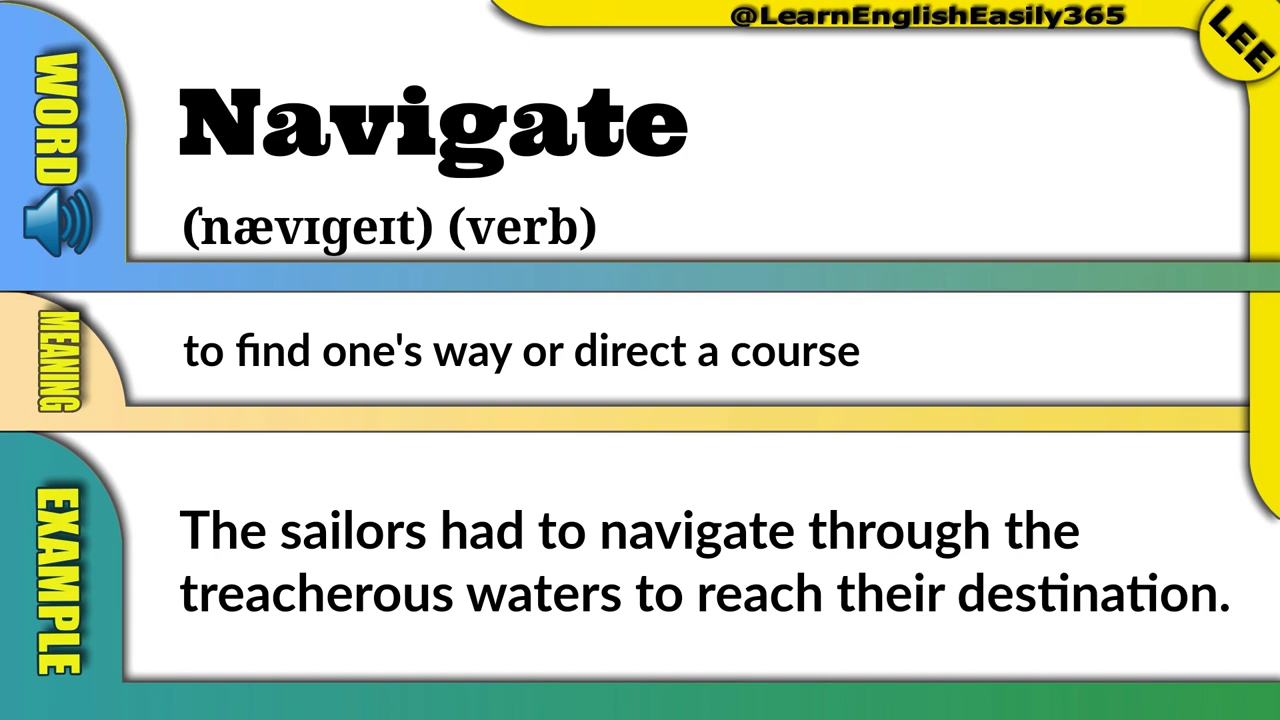 @LearnEnglishEasily365
LEE
WORD
Navigate
(nævɪgeɪt) (verb)
MEANING
to find one's way or direct a course
EXAMPLE
The sailors had to navigate through the
treacherous waters to reach their destination.